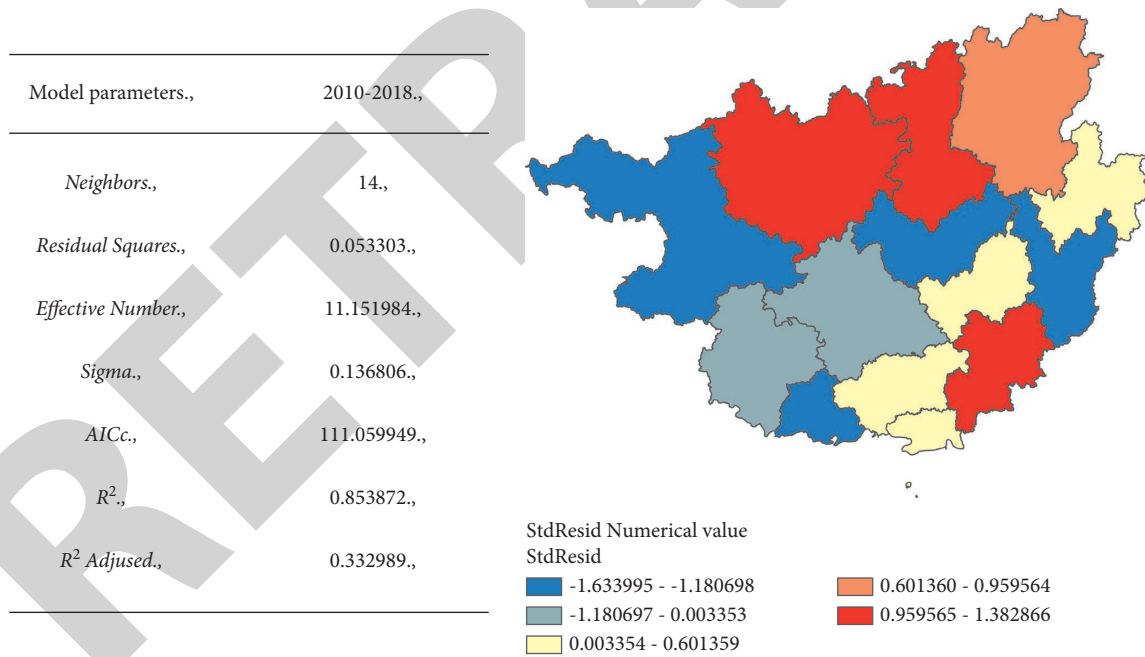 Model parameters., 2010-2018.,
Neighbors., 14.,
Residual Squares., 0.053303.,
Effective Number., 11.151984.,
Sigma., 0.136806.,
AICc., 111.059949.,
R²., 0.853872.,
R² Adjused., 0.332989.,
StdResid Numerical value
StdResid
-1.633995 - -1.180698
-1.180697 - 0.003353
0.003354 - 0.601359
0.601360 - 0.959564
0.959565 - 1.382866